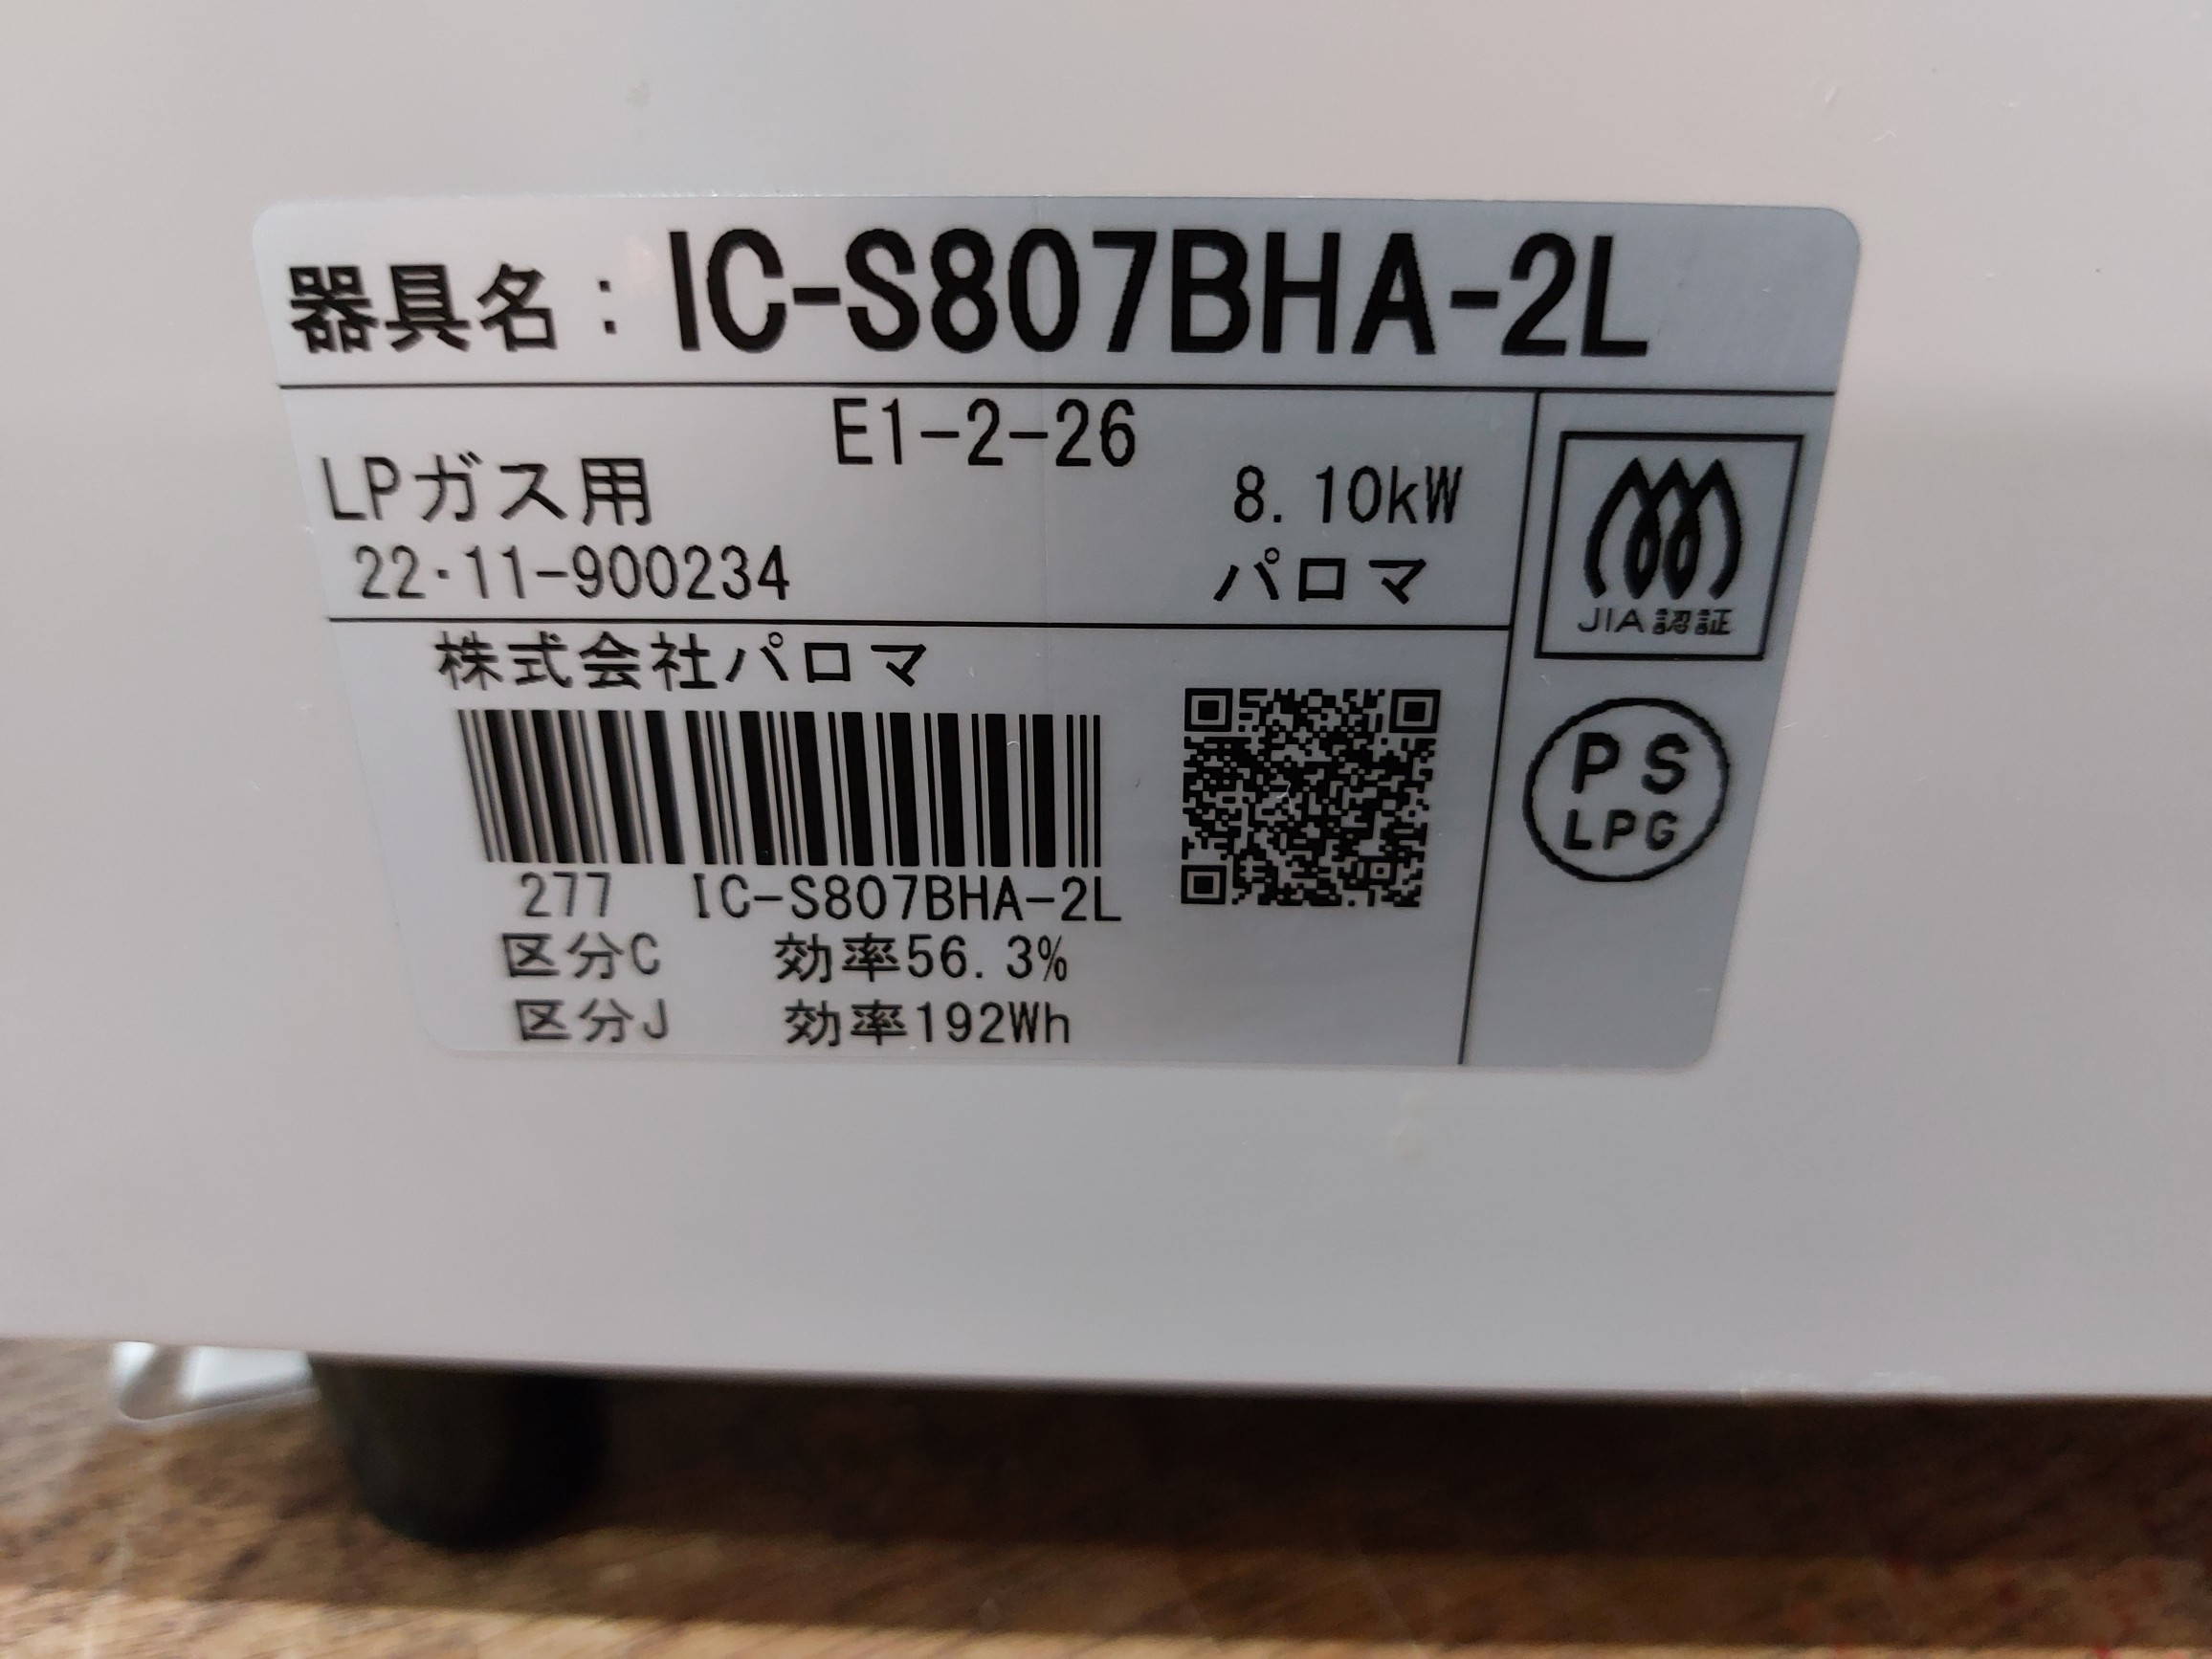 器具名：IC-S807BHA-2L
E1-2-26
LPガス用
8.10kW
22･11-900234
パロマ
JIA認証
株式会社パロマ
PS
LPG
277 IC-S807BHA-2L
区分C 効率56.3%
区分J 効率192Wh